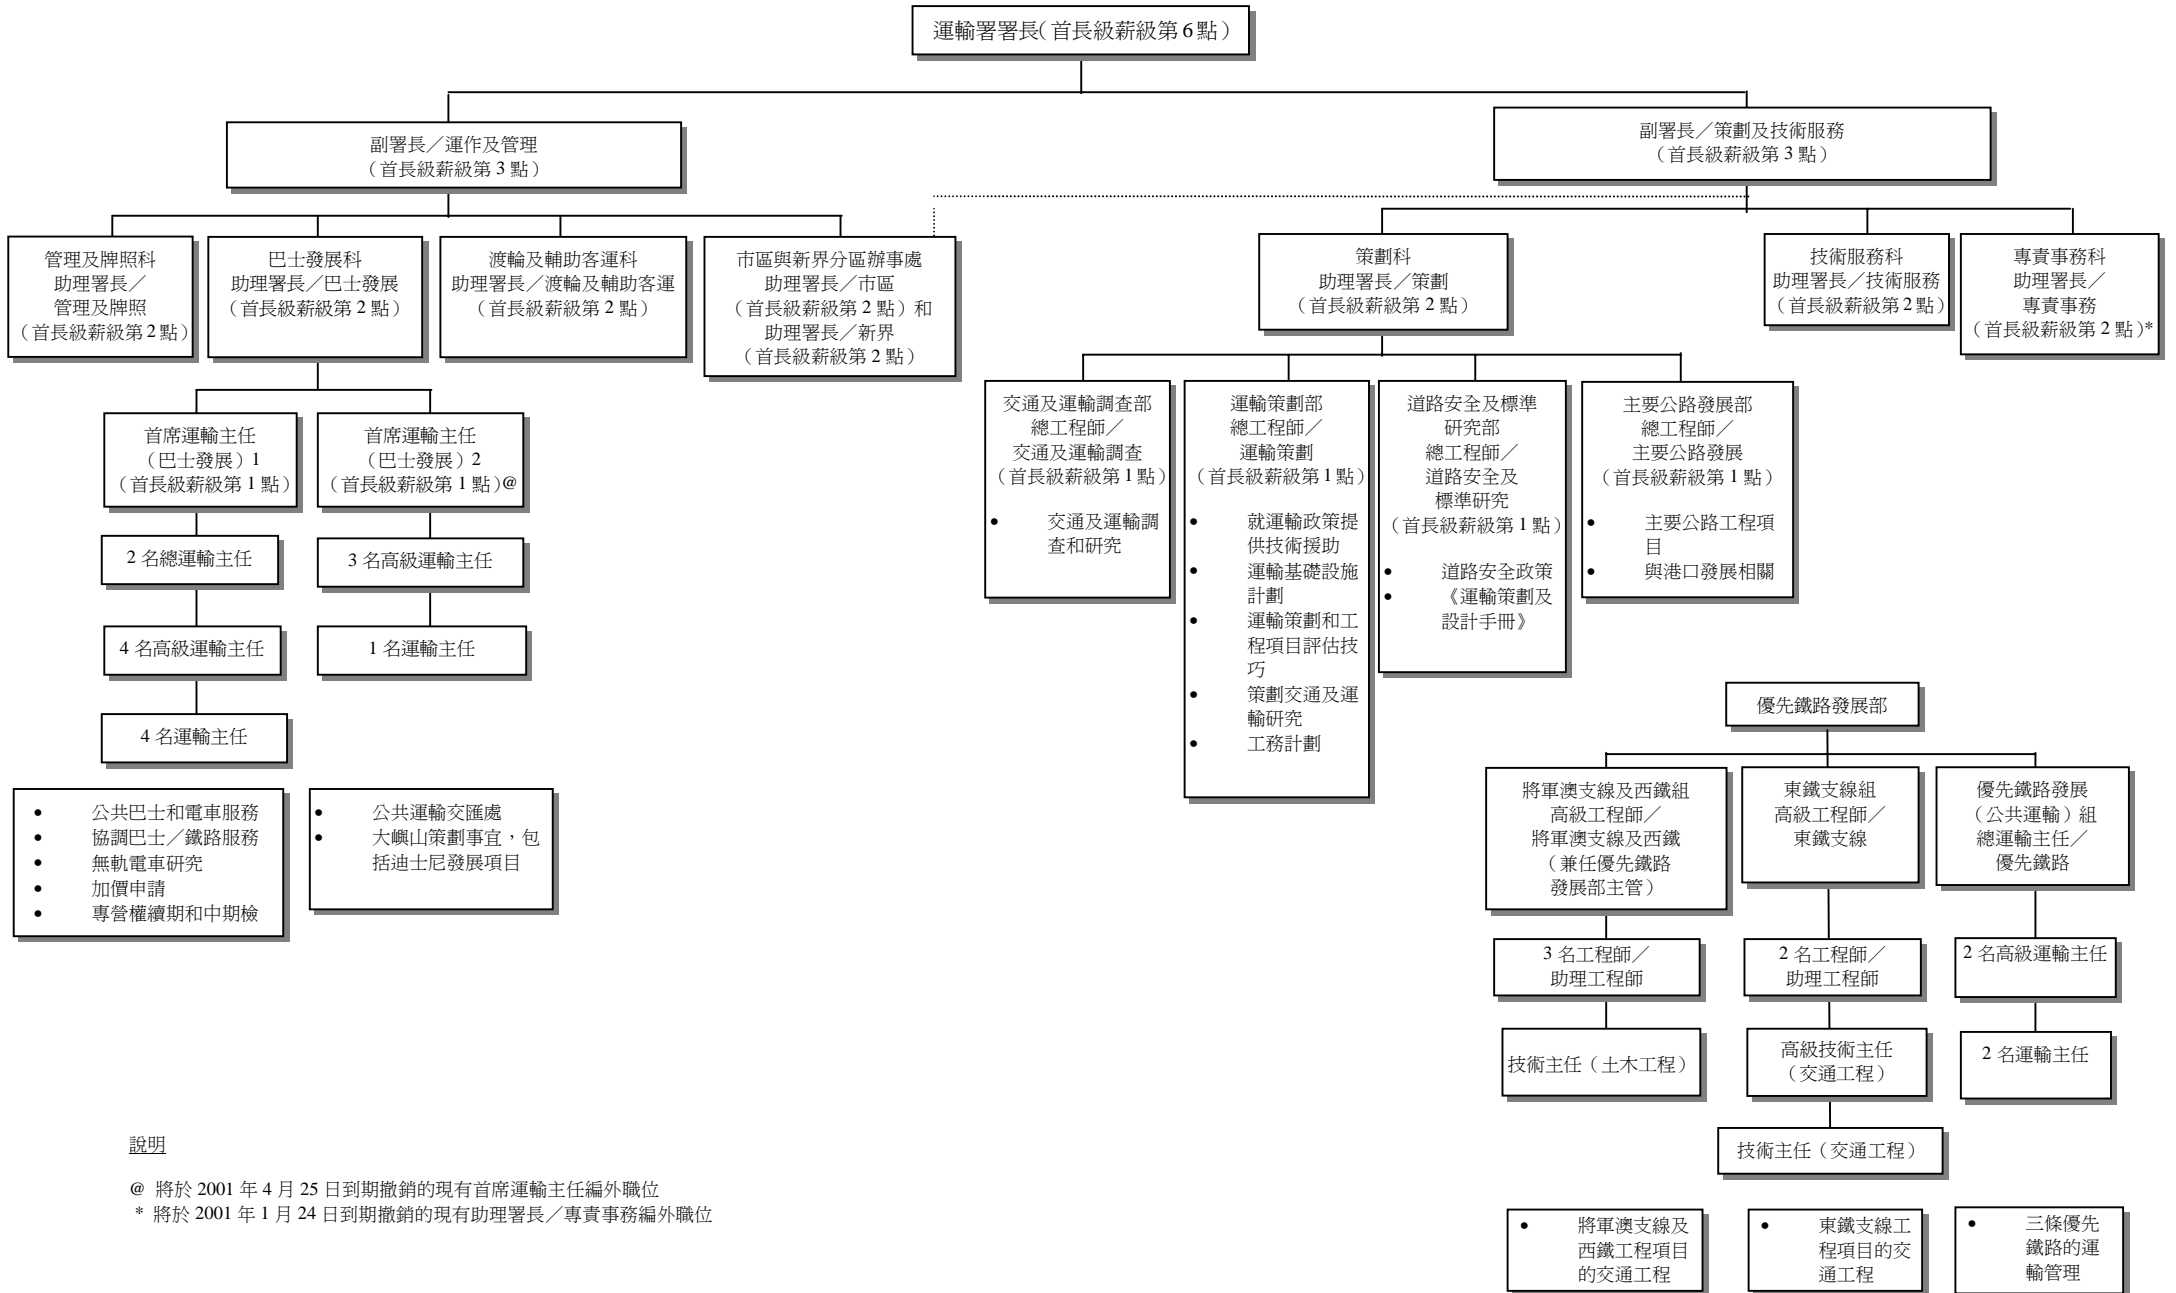 運輸署署長（首長級薪級第 6 點）
副署長／運作及管理
（首長級薪級第 3 點）
副署長／策劃及技術服務
（首長級薪級第 3 點）
管理及牌照科
助理署長／
管理及牌照
（首長級薪級第 2 點）
巴士發展科
助理署長／巴士發展
（首長級薪級第 2 點）
渡輪及輔助客運科
助理署長／渡輪及輔助客運
（首長級薪級第 2 點）
市區與新界分區辦事處
助理署長／市區
（首長級薪級第 2 點）和
助理署長／新界
（首長級薪級第 2 點）
策劃科
助理署長／策劃
（首長級薪級第 2 點）
技術服務科
助理署長／技術服務
（首長級薪級第 2 點）
專責事務科
助理署長／
專責事務
（首長級薪級第 2 點）*
首席運輸主任
（巴士發展）1
（首長級薪級第 1 點）
2 名總運輸主任
4 名高級運輸主任
4 名運輸主任
• 公共巴士和電車服務
• 協調巴士／鐵路服務
• 無軌電車研究
• 加價申請
• 專營權續期和中期檢
首席運輸主任
（巴士發展）2
（首長級薪級第 1 點）@
3 名高級運輸主任
1 名運輸主任
• 公共運輸交匯處
• 大嶼山策劃事宜，包
括迪士尼發展項目
交通及運輸調查部
總工程師／
交通及運輸調查
（首長級薪級第 1 點）
• 交通及運輸調
查和研究
運輸策劃部
總工程師／
運輸策劃
（首長級薪級第 1 點）
• 就運輸政策提
供技術援助
• 運輸基礎設施
計劃
• 運輸策劃和工
程項目評估技
巧
• 策劃交通及運
輸研究
• 工務計劃
道路安全及標準
研究部
總工程師／
道路安全及
標準研究
（首長級薪級第 1 點）
• 道路安全政策
• 《運輸策劃及
設計手冊》
主要公路發展部
總工程師／
主要公路發展
（首長級薪級第 1 點）
• 主要公路工程項
目
• 與港口發展相關
優先鐵路發展部
將軍澳支線及西鐵組
高級工程師／
將軍澳支線及西鐵
（兼任優先鐵路
發展部主管）
3 名工程師／
助理工程師
技術主任（土木工程）
東鐵支線組
高級工程師／
東鐵支線
2 名工程師／
助理工程師
高級技術主任
（交通工程）
技術主任（交通工程）
優先鐵路發展
（公共運輸）組
總運輸主任／
優先鐵路
2 名高級運輸主任
2 名運輸主任
• 將軍澳支線及
西鐵工程項目
的交通工程
• 東鐵支線工
程項目的交
通工程
• 三條優先
鐵路的運
輸管理
說明
@ 將於 2001 年 4 月 25 日到期撤銷的現有首席運輸主任編外職位
* 將於 2001 年 1 月 24 日到期撤銷的現有助理署長／專責事務編外職位